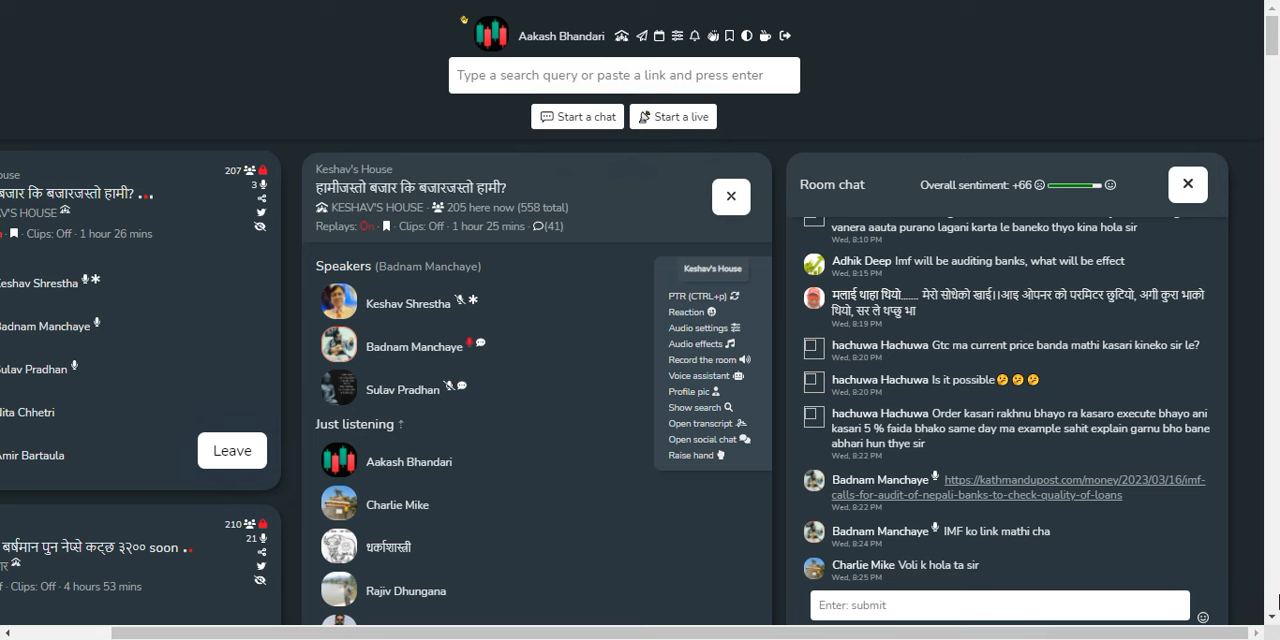 Aakash Bhandari
Type a search query or paste a link and press enter
Start a chat
Start a live
ouse
बजार कि बजारजस्तो हामी?
V'S HOUSE
Clips: Off · 1 hour 26 mins
207
3
eshav Shrestha
Badnam Manchaye
Sulav Pradhan
Nita Chhetri
Amir Bartaula
Leave
210
21
बर्षमान पुन नेप्से कट्छ ३२०० soon
Clips: Off · 4 hours 53 mins
Keshav's House
हामीजस्तो बजार कि बजारजस्तो हामी?
KESHAV'S HOUSE · 205 here now (558 total)
Replays: On · Clips: Off · 1 hour 25 mins · (41)
Speakers (Badnam Manchaye)
Keshav Shrestha
Badnam Manchaye
Sulav Pradhan
Just listening ↑
Aakash Bhandari
Charlie Mike
धर्काशास्त्री
Rajiv Dhungana
Keshav's House
PTR (CTRL+p)
Reaction
Audio settings
Audio effects
Record the room
Voice assistant
Profile pic
Show search
Open transcript
Open social chat
Raise hand
Room chat
Overall sentiment: +66
vanera aauta purano lagani karta le baneko thyo kina hola sir
Wed, 8:10 PM
Adhik Deep Imf will be auditing banks, what will be effect
Wed, 8:15 PM
मलाई थाहा थियो....... मेरो सोधेको खाई।।आइ ओपनर को परमिटर छुटियो, अगी कुरा भाको
थियो, सर ले थप्छु भा
Wed, 8:19 PM
hachuwa Hachuwa Gtc ma current price banda mathi kasari kineko sir le?
Wed, 8:20 PM
hachuwa Hachuwa Is it possible🤔🤔🤔
Wed, 8:20 PM
hachuwa Hachuwa Order kasari rakhnu bhayo ra kasaro execute bhayo ani
kasari 5 % faida bhako same day ma example sahit explain garnu bho bane
abhari hun thye sir
Wed, 8:22 PM
Badnam Manchaye https://kathmandupost.com/money/2023/03/16/imf-
calls-for-audit-of-nepali-banks-to-check-quality-of-loans
Wed, 8:22 PM
Badnam Manchaye IMF ko link mathi cha
Wed, 8:24 PM
Charlie Mike Voli k hola ta sir
Wed, 8:25 PM
Enter: submit